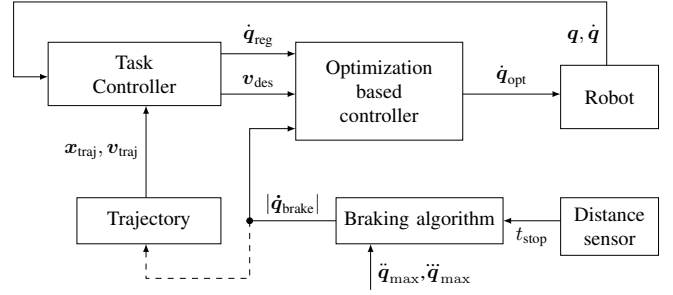 q, q̇
q̇_reg
Task
Controller
v_des
Optimization
based
controller
q̇_opt
Robot
x_traj, v_traj
Trajectory
|q̇_brake|
Braking algorithm
t_stop
Distance
sensor
q̈_max, q⃛_max